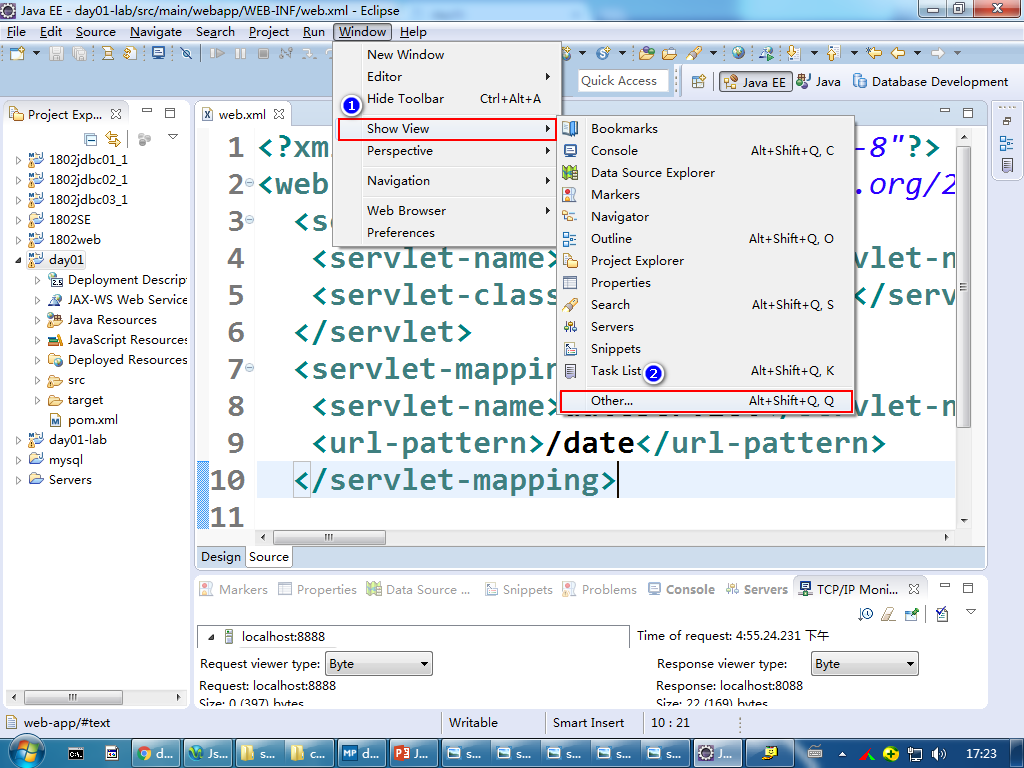 Java EE - day01-lab/src/main/webapp/WEB-INF/web.xml - Eclipse
File Edit Source Navigate Search Project Run Window Help
Quick Access Java EE Java Database Development
New Window
Editor
1
Hide Toolbar Ctrl+Alt+A
Show View
Perspective
Navigation
Web Browser
Preferences
Bookmarks
Console Alt+Shift+Q, C
Data Source Explorer
Markers
Navigator
Outline Alt+Shift+Q, O
Project Explorer
Properties
Search Alt+Shift+Q, S
Servers
Snippets
Task List 2 Alt+Shift+Q, K
Other... Alt+Shift+Q, Q
Project Exp...
1802jdbc01_1
1802jdbc02_1
1802jdbc03_1
1802SE
1802web
day01
Deployment Descrip
JAX-WS Web Service
Java Resources
JavaScript Resources
Deployed Resources
src
target
pom.xml
day01-lab
mysql
Servers
web.xml
1 <?xm -8"?>
2 <web .org/2
3 <s
4 <servlet-name> vlet-n
5 <servlet-class </serv
6 </servlet>
7 <servlet-mappin
8 <servlet-name> /servlet-n
9 <url-pattern>/date</url-pattern>
10 </servlet-mapping>
11
Design Source
Markers Properties Data Source ... Snippets Problems Console Servers TCP/IP Moni...
localhost:8888 Time of request: 4:55.24.231 下午
Request viewer type: Byte Response viewer type: Byte
Request: localhost:8888 Response: localhost:8088
Size: 0 (397) bytes Size: 22 (169) bytes
web-app/#text Writable Smart Insert 10 : 21
d... Js... s... c... MP d... J... s... s... s... s... s... J... 17:23